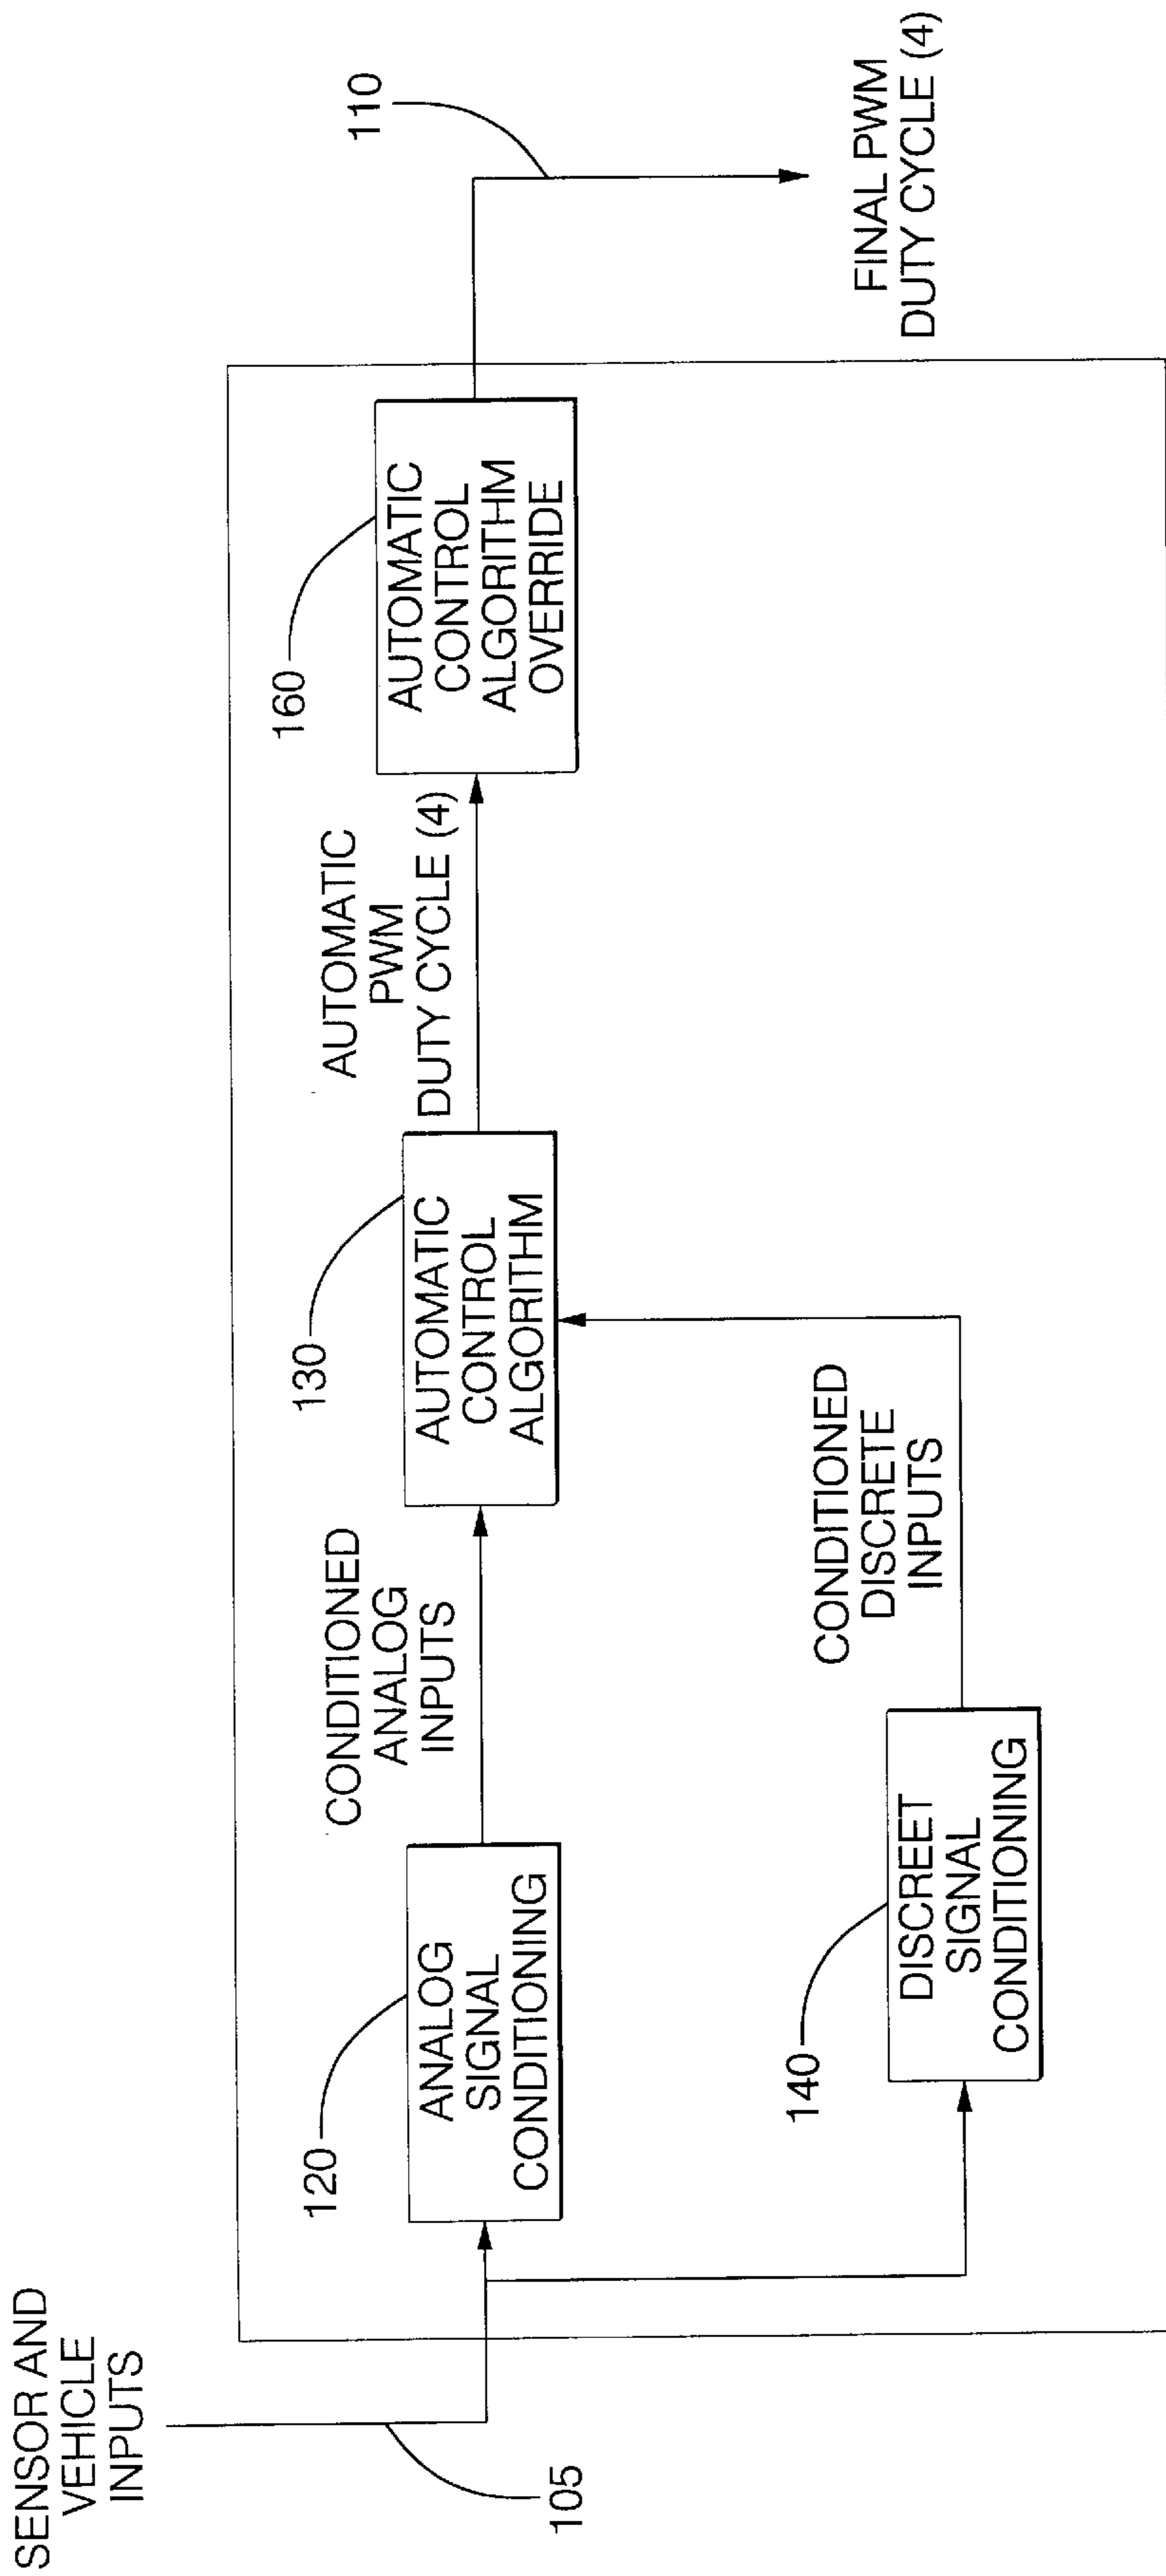 SENSOR AND
VEHICLE
INPUTS
105
120
ANALOG
SIGNAL
CONDITIONING
CONDITIONED
ANALOG
INPUTS
130
AUTOMATIC
CONTROL
ALGORITHM
AUTOMATIC
PWM
DUTY CYCLE (4)
160
AUTOMATIC
CONTROL
ALGORITHM
OVERRIDE
110
FINAL PWM
DUTY CYCLE (4)
140
DISCREET
SIGNAL
CONDITIONING
CONDITIONED
DISCRETE
INPUTS